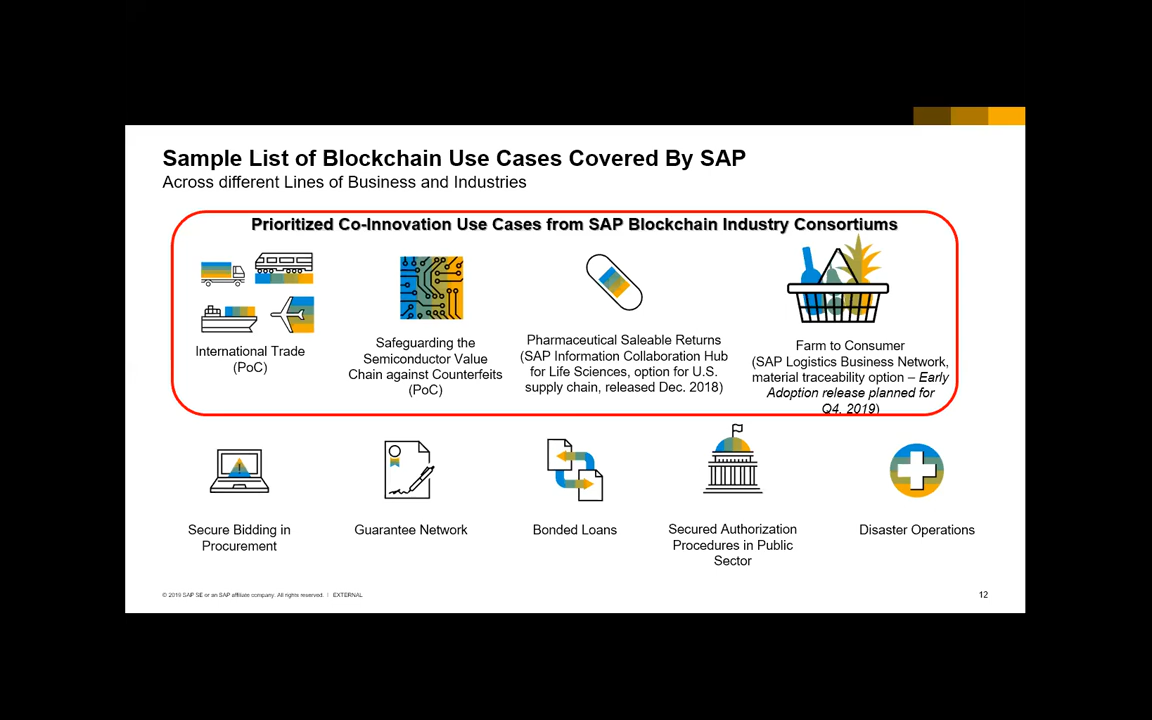 Sample List of Blockchain Use Cases Covered By SAP
Across different Lines of Business and Industries
Prioritized Co-Innovation Use Cases from SAP Blockchain Industry Consortiums
International Trade
(PoC)
Safeguarding the
Semiconductor Value
Chain against Counterfeits
(PoC)
Pharmaceutical Saleable Returns
(SAP Information Collaboration Hub
for Life Sciences, option for U.S.
supply chain, released Dec. 2018)
Farm to Consumer
(SAP Logistics Business Network,
material traceability option – Early
Adoption release planned for
Q4, 2019)
Secure Bidding in
Procurement
Guarantee Network
Bonded Loans
Secured Authorization
Procedures in Public
Sector
Disaster Operations
© 2019 SAP SE or an SAP affiliate company. All rights reserved. | EXTERNAL
12